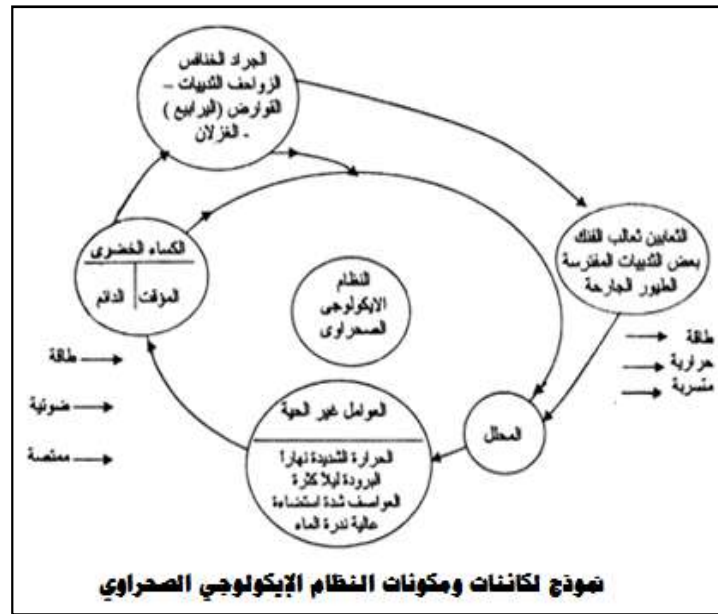 الجراد الخنافس
الزواحف الثدييات –
القوارض (اليرابيع)
- الغزلان
الكساء الخضرى
المؤقت الدائم
النظام
الايكولوجى
الصحراوى
الثعابين ثعالب الفنك
بعض الثدييات المفترسة
الطيور الجارحة
طاقة
حرارية
متسربة
طاقة
ضوئية
ممتصة
المحلل
العوامل غير الحية
الحرارة الشديدة نهاراً
البرودة ليلاً كثرة
العواصف شدة استضاءة
عالية ندرة الماء
نموذج لكائنات ومكونات النظام الإيكولوجي الصحراوي